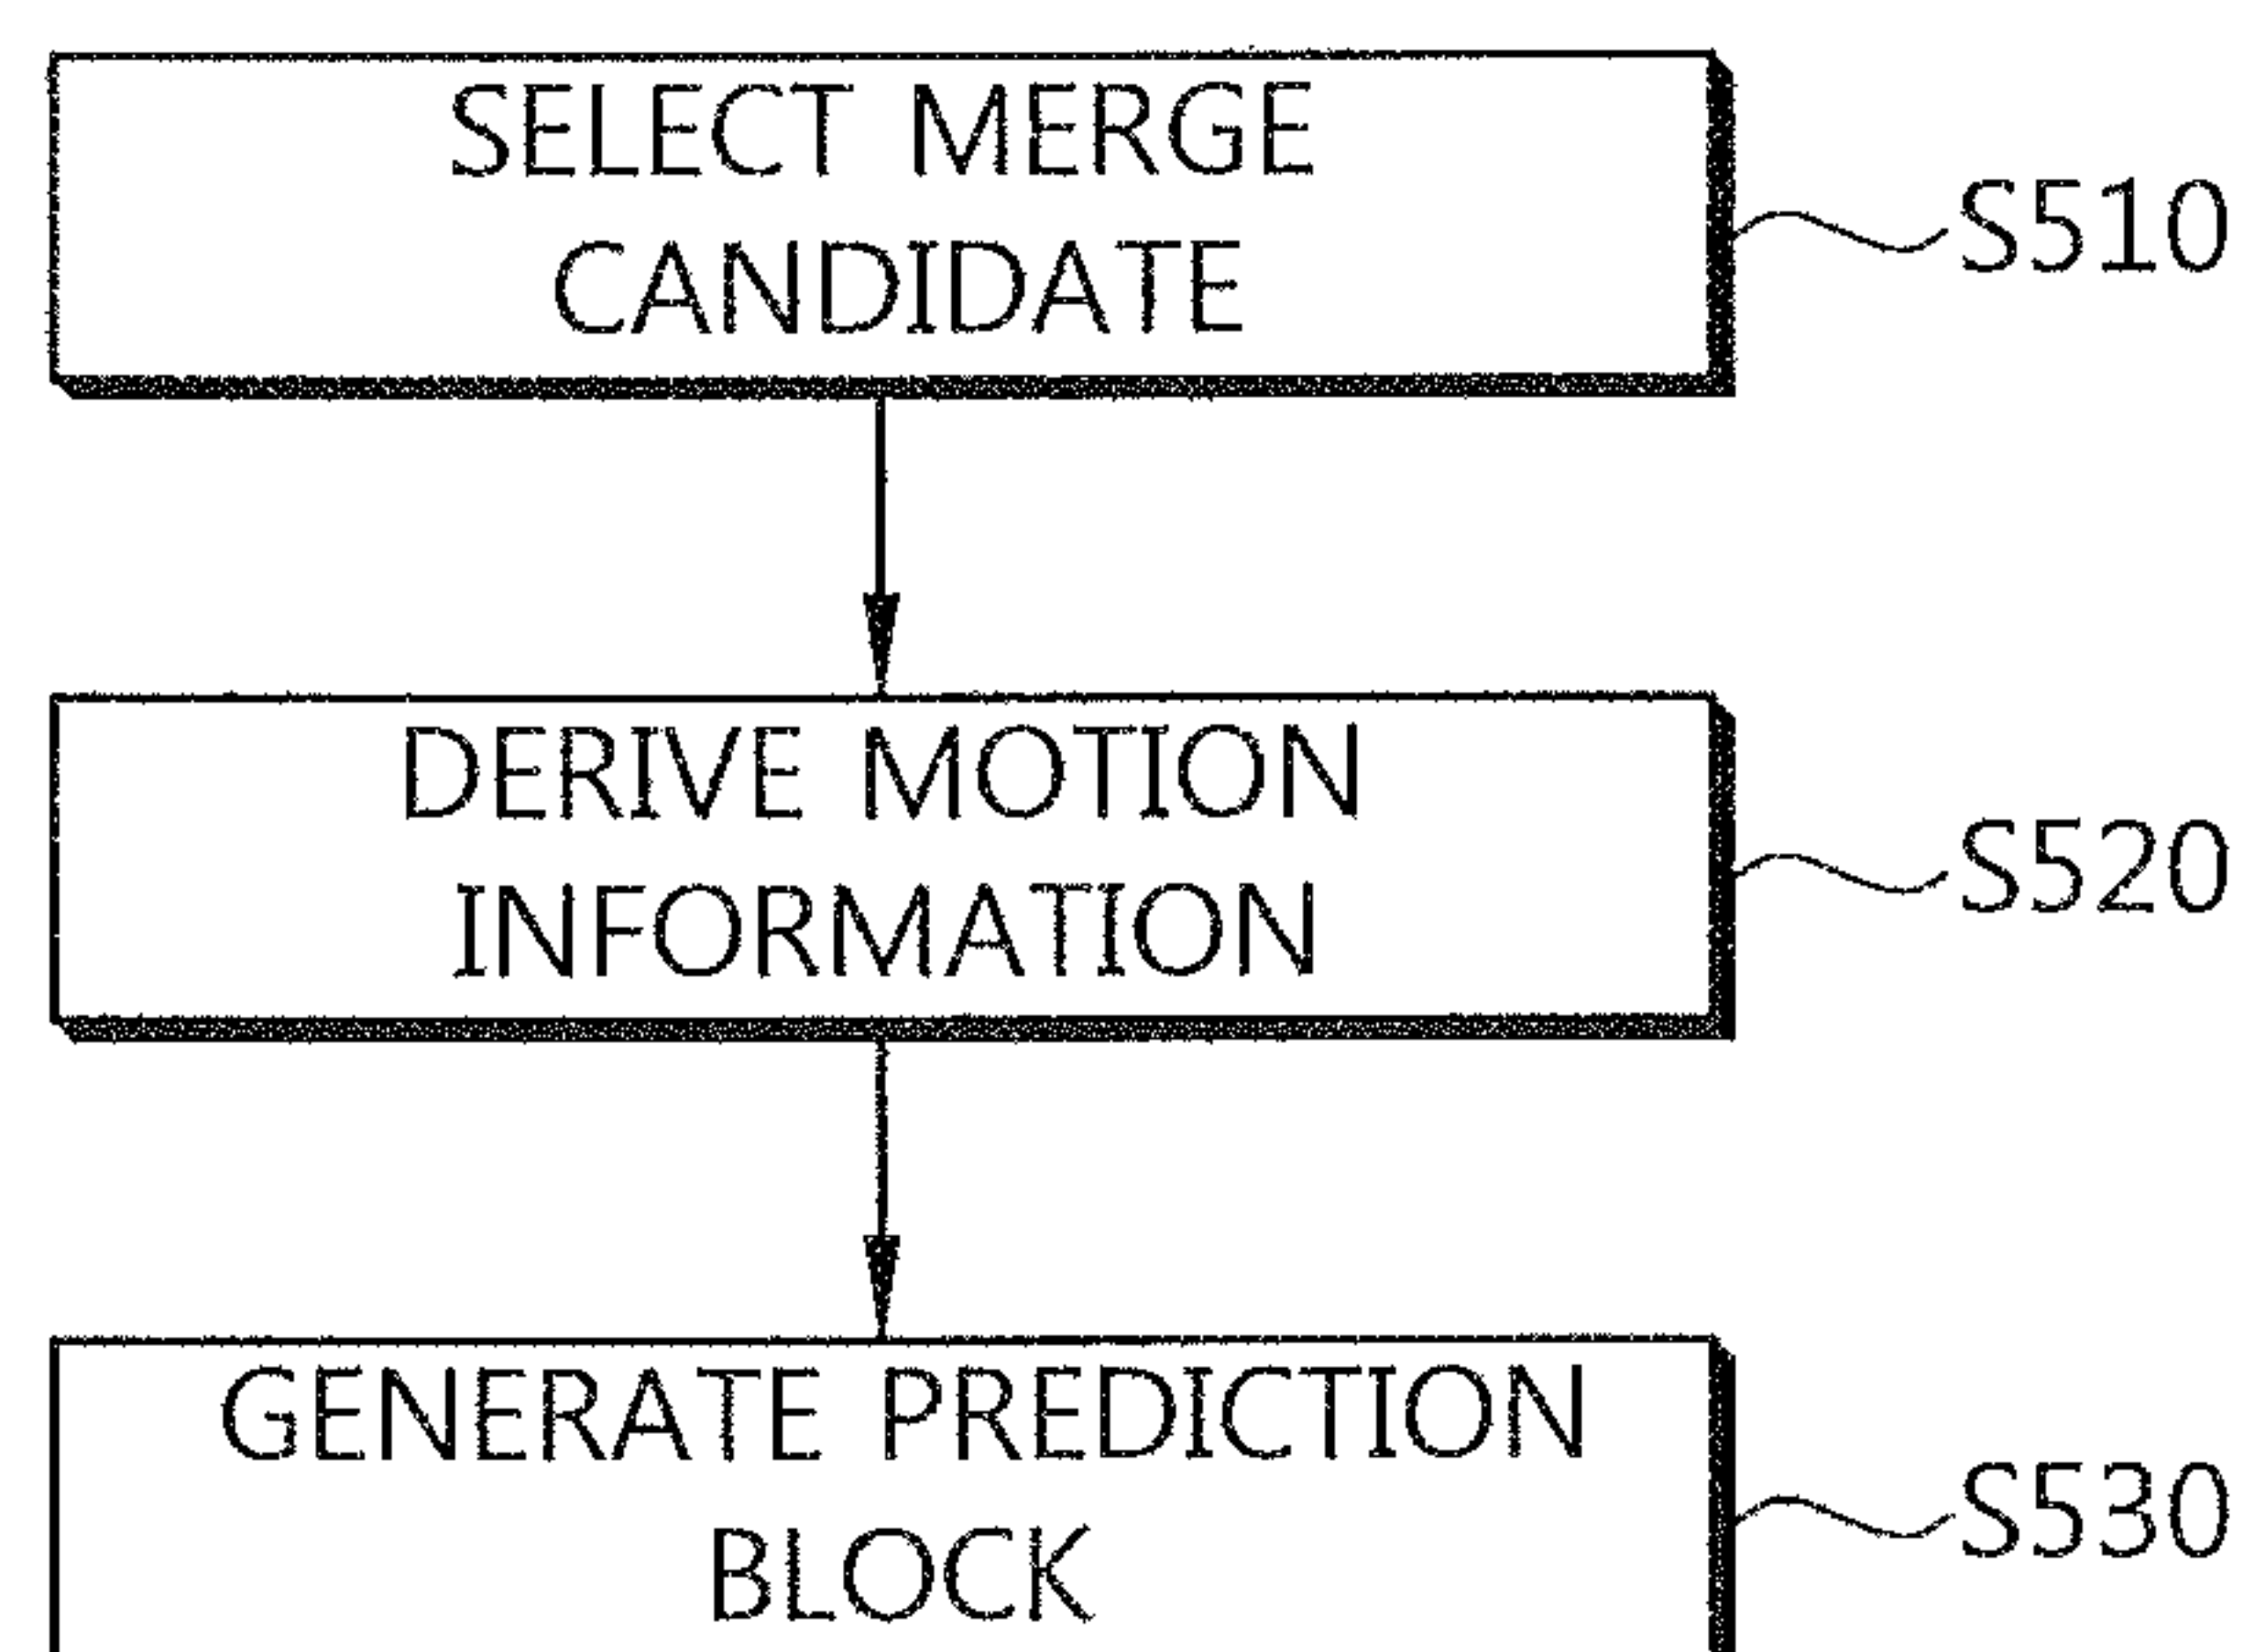 SELECT MERGE
CANDIDATE
S510
DERIVE MOTION
INFORMATION
S520
GENERATE PREDICTION
BLOCK
S530